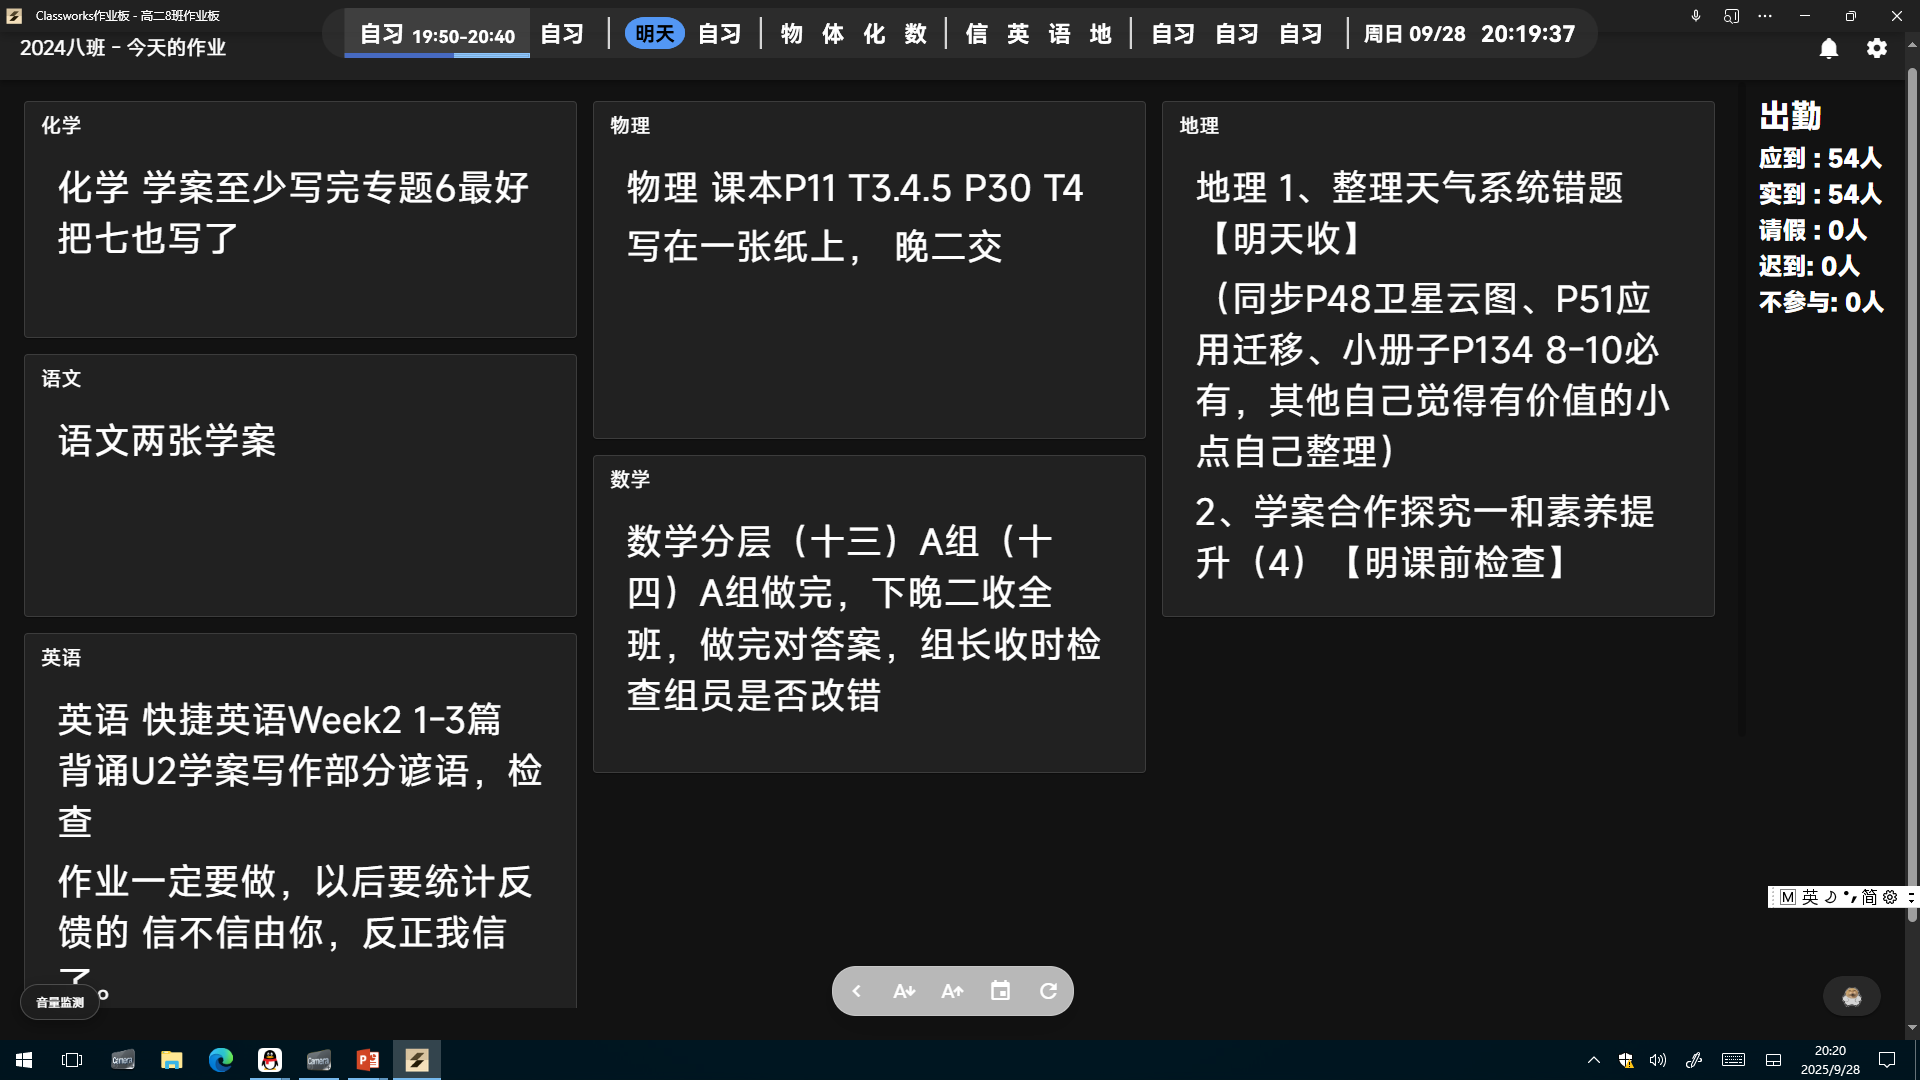 Classworks作业板 - 高二8班作业板
2024八班 - 今天的作业
自习 19:50-20:40 自习 明天 自习 物 体 化 数 信 英 语 地 自习 自习 自习 周日 09/28 20:19:37
化学
化学 学案至少写完专题6最好
把七也写了
语文
语文两张学案
英语
英语 快捷英语Week2 1-3篇
背诵U2学案写作部分谚语，检
查
作业一定要做，以后要统计反
馈的 信不信由你，反正我信
了。
音量监测
物理
物理 课本P11 T3.4.5 P30 T4
写在一张纸上， 晚二交
数学
数学分层（十三）A组（十
四）A组做完，下晚二收全
班，做完对答案，组长收时检
查组员是否改错
地理
地理 1、整理天气系统错题
【明天收】
（同步P48卫星云图、P51应
用迁移、小册子P134 8-10必
有，其他自己觉得有价值的小
点自己整理）
2、学案合作探究一和素养提
升（4）【明课前检查】
出勤
应到 : 54人
实到 : 54人
请假 : 0人
迟到: 0人
不参与: 0人
M 英 简
A A
Camera Camera
20:20
2025/9/28